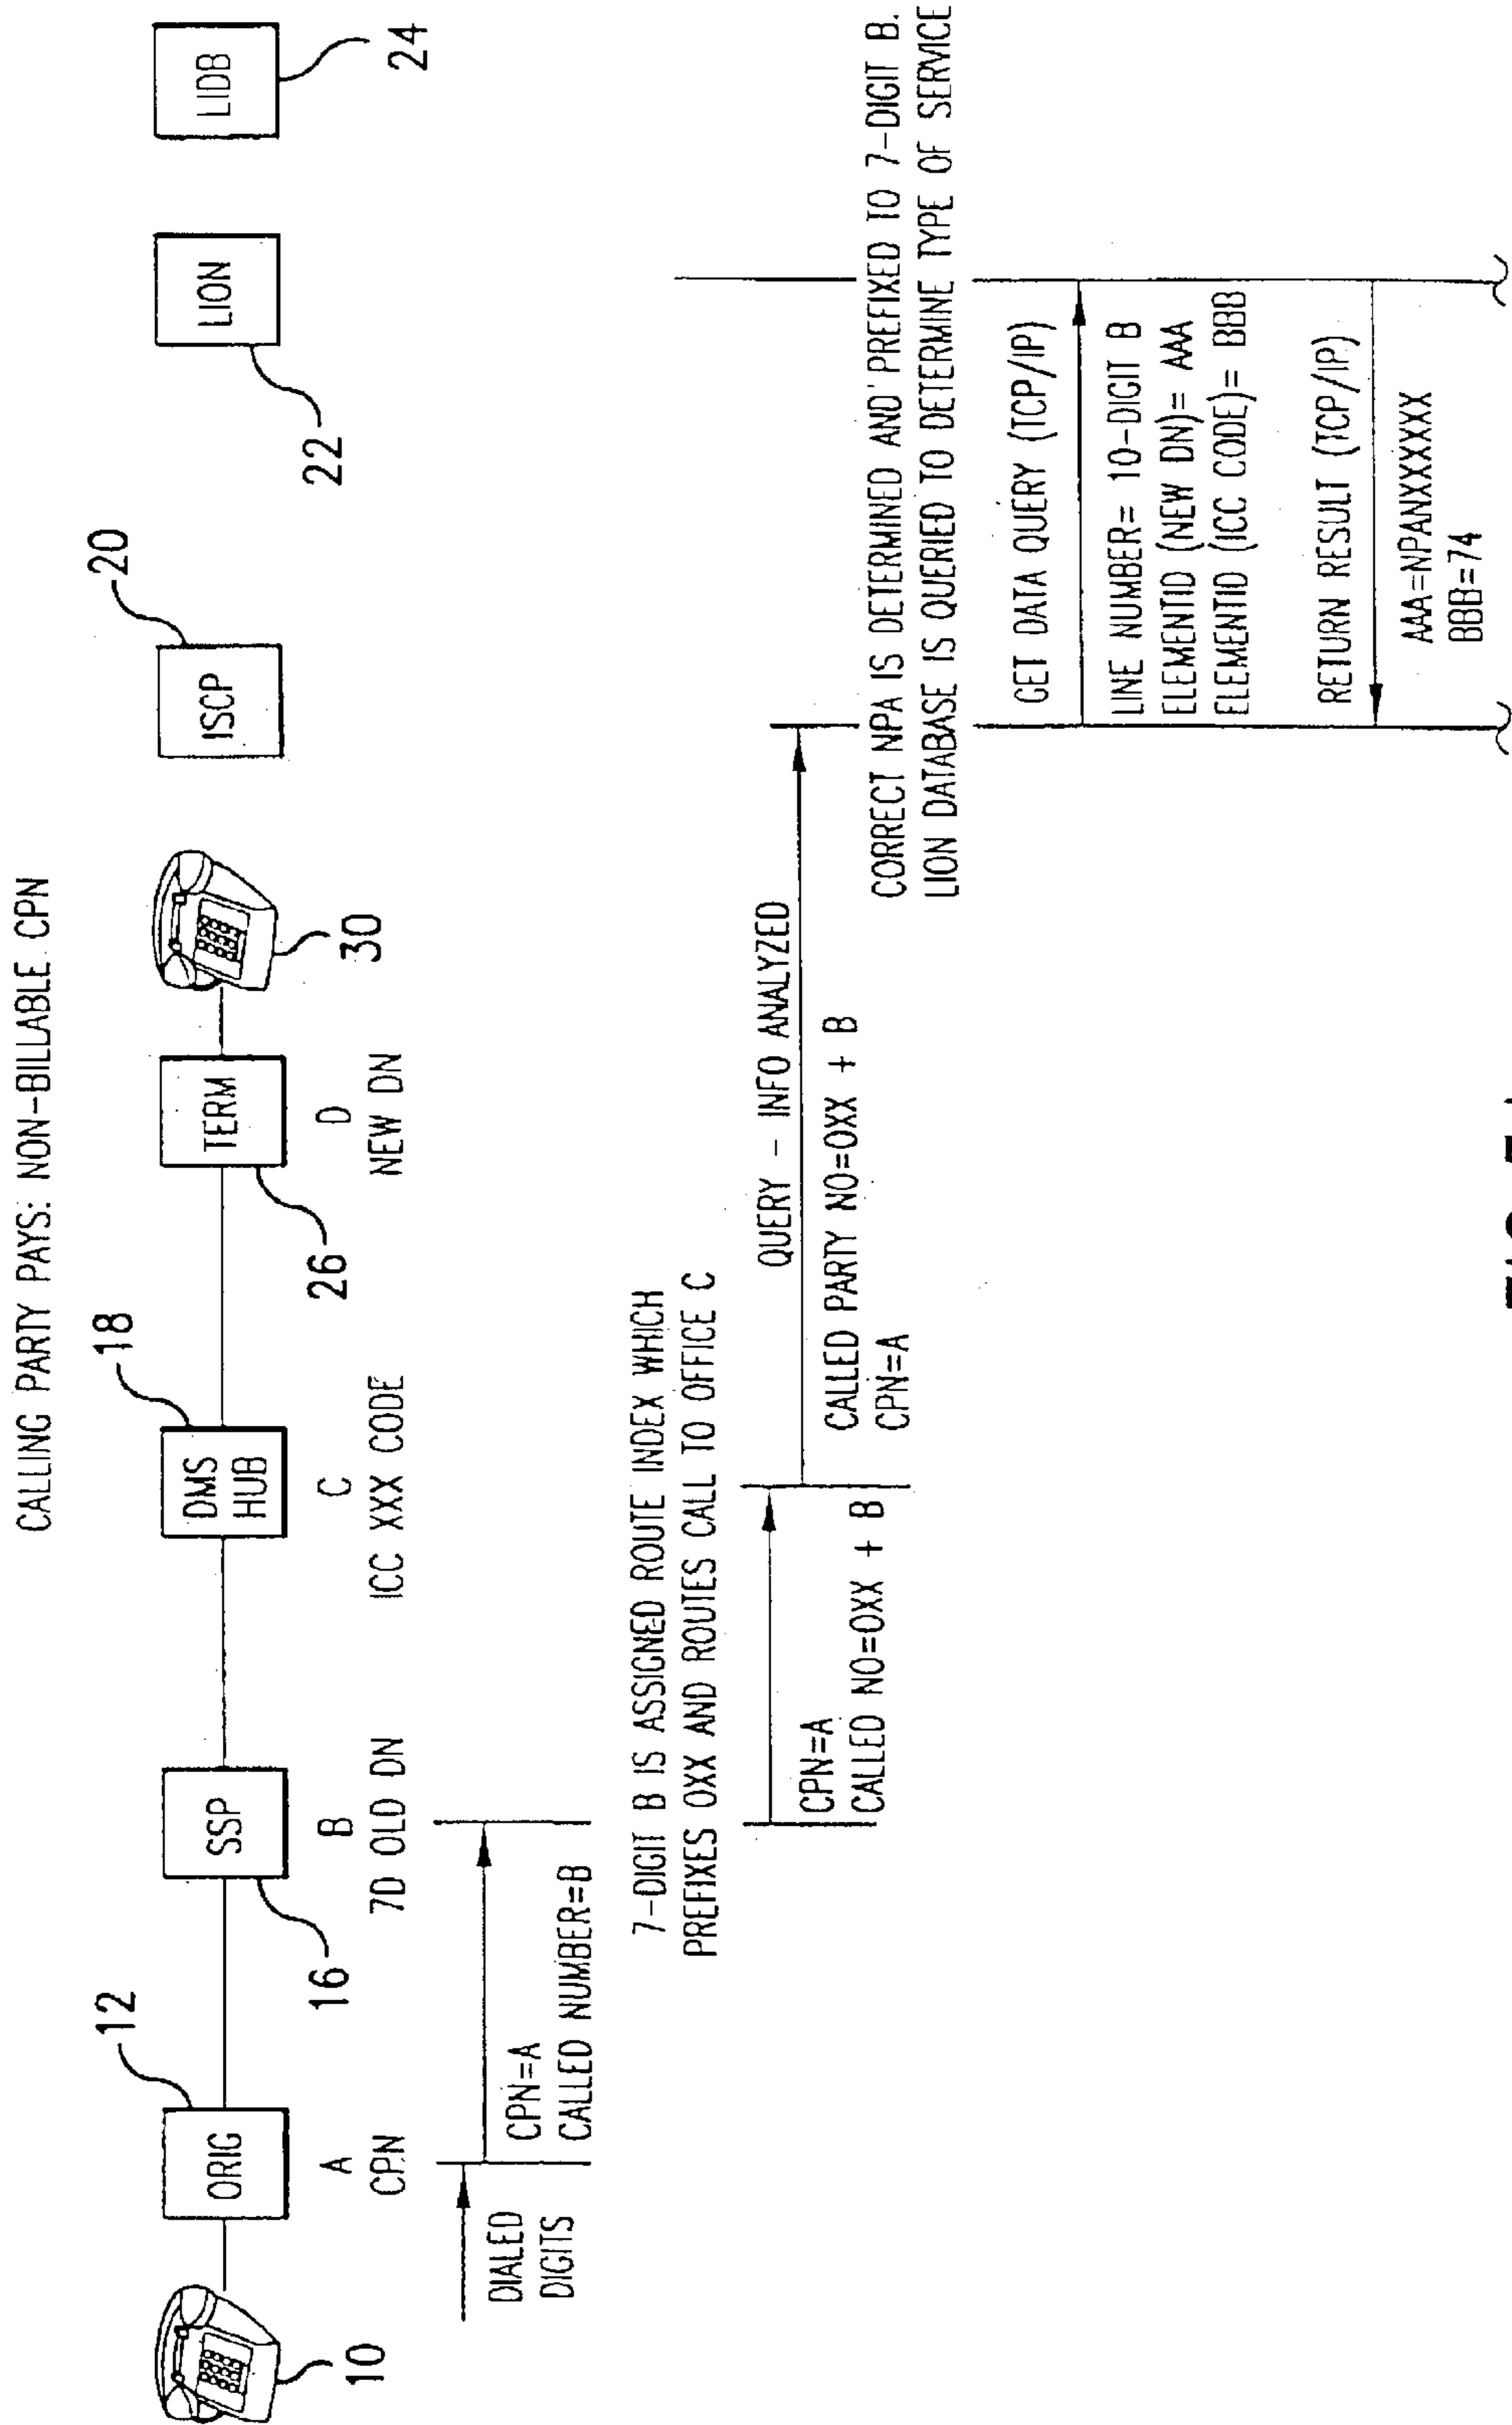 CALLING PARTY PAYS: NON-BILLABLE CPN
10
ORIG
12
A
CPN
SSP
16
B
7D OLD DN
DMS
HUB
18
C
ICC XXX CODE
TERM
26
D
NEW DN
30
ISCP
20
LION
22
LIDB
24
DIALED
DIGITS
CPN=A
CALLED NUMBER=B
7-DIGIT B IS ASSIGNED ROUTE INDEX WHICH
PREFIXES OXX AND ROUTES CALL TO OFFICE C
CPN=A
CALLED NO=OXX + B
QUERY - INFO ANALYZED
CALLED PARTY NO=OXX + B
CPN=A
CORRECT NPA IS DETERMINED AND PREFIXED TO 7-DIGIT B.
LION DATABASE IS QUERIED TO DETERMINE TYPE OF SERVICE
GET DATA QUERY (TCP/IP)
LINE NUMBER= 10-DIGIT B
ELEMENTID (NEW DN)= AAA
ELEMENTID (ICC CODE)= BBB
RETURN RESULT (TCP/IP)
AAA=NPANXXXXXX
BBB=74